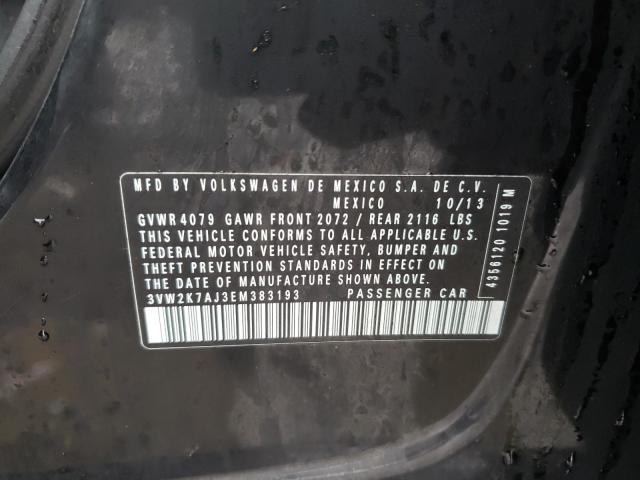 MFD BY VOLKSWAGEN DE MEXICO S.A. DE C.V.
MEXICO 10/13
GVWR4079 GAWR FRONT 2072 / REAR 2116 LBS
THIS VEHICLE CONFORMS TO ALL APPLICABLE U.S.
FEDERAL MOTOR VEHICLE SAFETY, BUMPER AND
THEFT PREVENTION STANDARDS IN EFFECT ON
THE DATE OF MANUFACTURE SHOWN ABOVE.
3VW2K7AJ3EM383193 PASSENGER CAR
4356120 1019 M